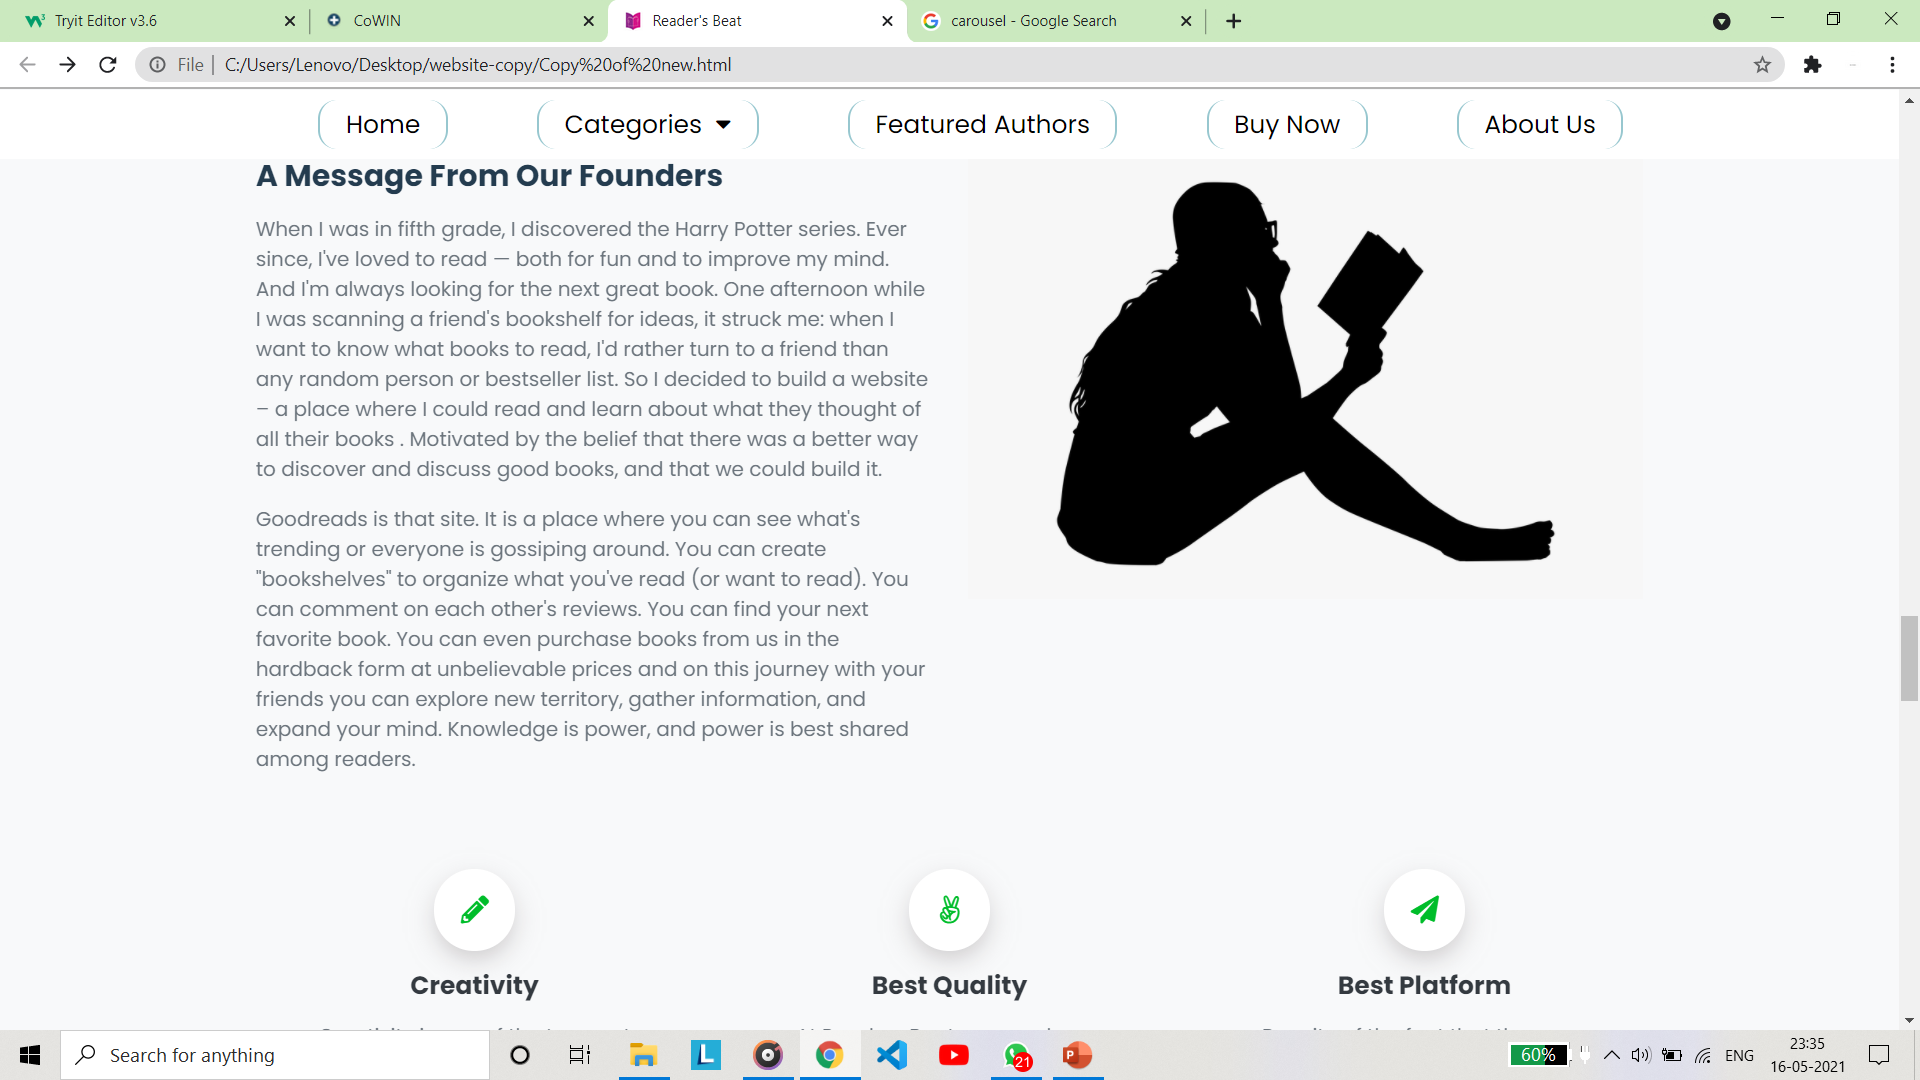 Tryit Editor v3.6
CoWIN
Reader's Beat
carousel - Google Search
File
C:/Users/Lenovo/Desktop/website-copy/Copy%20of%20new.html
Home
Categories
Featured Authors
Buy Now
About Us
A Message From Our Founders
When I was in fifth grade, I discovered the Harry Potter series. Ever
since, I've loved to read — both for fun and to improve my mind.
And I'm always looking for the next great book. One afternoon while
I was scanning a friend's bookshelf for ideas, it struck me: when I
want to know what books to read, I'd rather turn to a friend than
any random person or bestseller list. So I decided to build a website
– a place where I could read and learn about what they thought of
all their books . Motivated by the belief that there was a better way
to discover and discuss good books, and that we could build it.
Goodreads is that site. It is a place where you can see what's
trending or everyone is gossiping around. You can create
"bookshelves" to organize what you've read (or want to read). You
can comment on each other's reviews. You can find your next
favorite book. You can even purchase books from us in the
hardback form at unbelievable prices and on this journey with your
friends you can explore new territory, gather information, and
expand your mind. Knowledge is power, and power is best shared
among readers.
Creativity
Best Quality
Best Platform
Search for anything
L
21
P
60%
ENG
23:35
16-05-2021